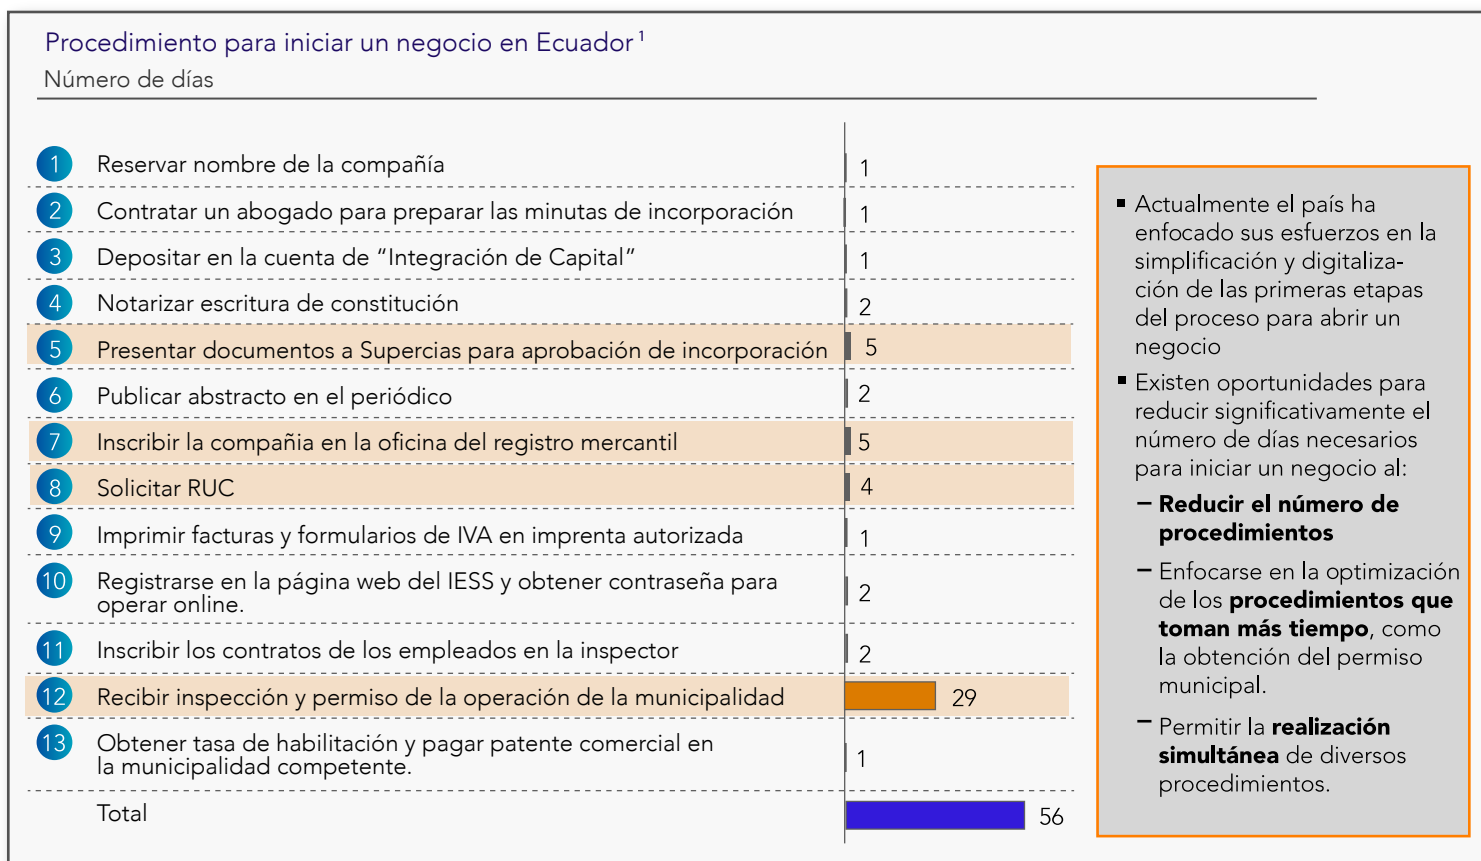 Procedimiento para iniciar un negocio en Ecuador ¹
Número de días
1 Reservar nombre de la compañía 1
2 Contratar un abogado para preparar las minutas de incorporación 1
3 Depositar en la cuenta de “Integración de Capital” 1
4 Notarizar escritura de constitución 2
5 Presentar documentos a Supercias para aprobación de incorporación 5
6 Publicar abstracto en el periódico 2
7 Inscribir la compañia en la oficina del registro mercantil 5
8 Solicitar RUC 4
9 Imprimir facturas y formularios de IVA en imprenta autorizada 1
10 Registrarse en la página web del IESS y obtener contraseña para
operar online. 2
11 Inscribir los contratos de los empleados en la inspector 2
12 Recibir inspección y permiso de la operación de la municipalidad 29
13 Obtener tasa de habilitación y pagar patente comercial en
la municipalidad competente. 1
Total 56
▪ Actualmente el país ha
enfocado sus esfuerzos en la
simplificación y digitaliza-
ción de las primeras etapas
del proceso para abrir un
negocio
▪ Existen oportunidades para
reducir significativamente el
número de días necesarios
para iniciar un negocio al:
– Reducir el número de
procedimientos
– Enfocarse en la optimización
de los procedimientos que
toman más tiempo, como
la obtención del permiso
municipal.
– Permitir la realización
simultánea de diversos
procedimientos.